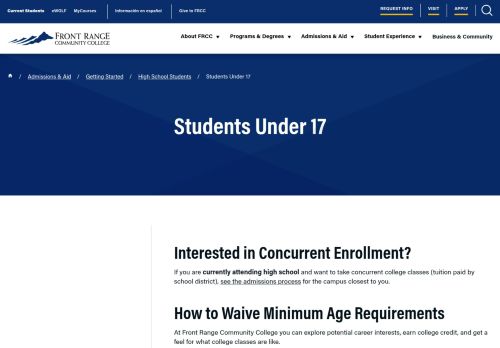 Current Students eWOLF MyCourses Información en español Give to FRCC REQUEST INFO VISIT APPLY
FRONT RANGE
COMMUNITY COLLEGE
About FRCC Programs & Degrees Admissions & Aid Student Experience Business & Community
/ Admissions & Aid / Getting Started / High School Students / Students Under 17
Students Under 17
Interested in Concurrent Enrollment?
If you are currently attending high school and want to take concurrent college classes (tuition paid by
school district), see the admissions process for the campus closest to you.
How to Waive Minimum Age Requirements
At Front Range Community College you can explore potential career interests, earn college credit, and get a
feel for what college classes are like.